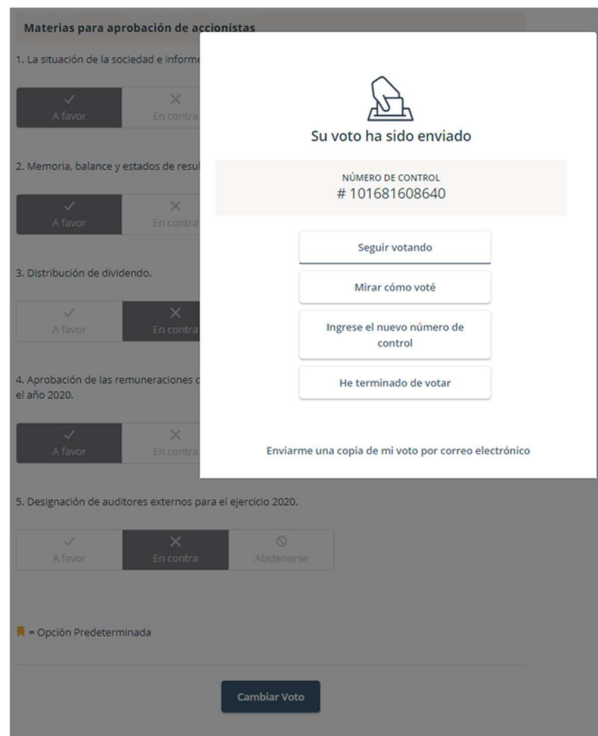 Materias para aprobación de accionistas
1. La situación de la sociedad e inform
A favor
En contra
2. Memoria, balance y estados de resul
A favor
En contra
3. Distribución de dividendo.
A favor
En contra
4. Aprobación de las remuneraciones
el año 2020.
A favor
En contra
5. Designación de auditores externos para el ejercicio 2020.
A favor
En contra
Abstenerse
= Opción Predeterminada
Cambiar Voto
Su voto ha sido enviado
NÚMERO DE CONTROL
# 101681608640
Seguir votando
Mirar cómo voté
Ingrese el nuevo número de
control
He terminado de votar
Enviarme una copia de mi voto por correo electrónico